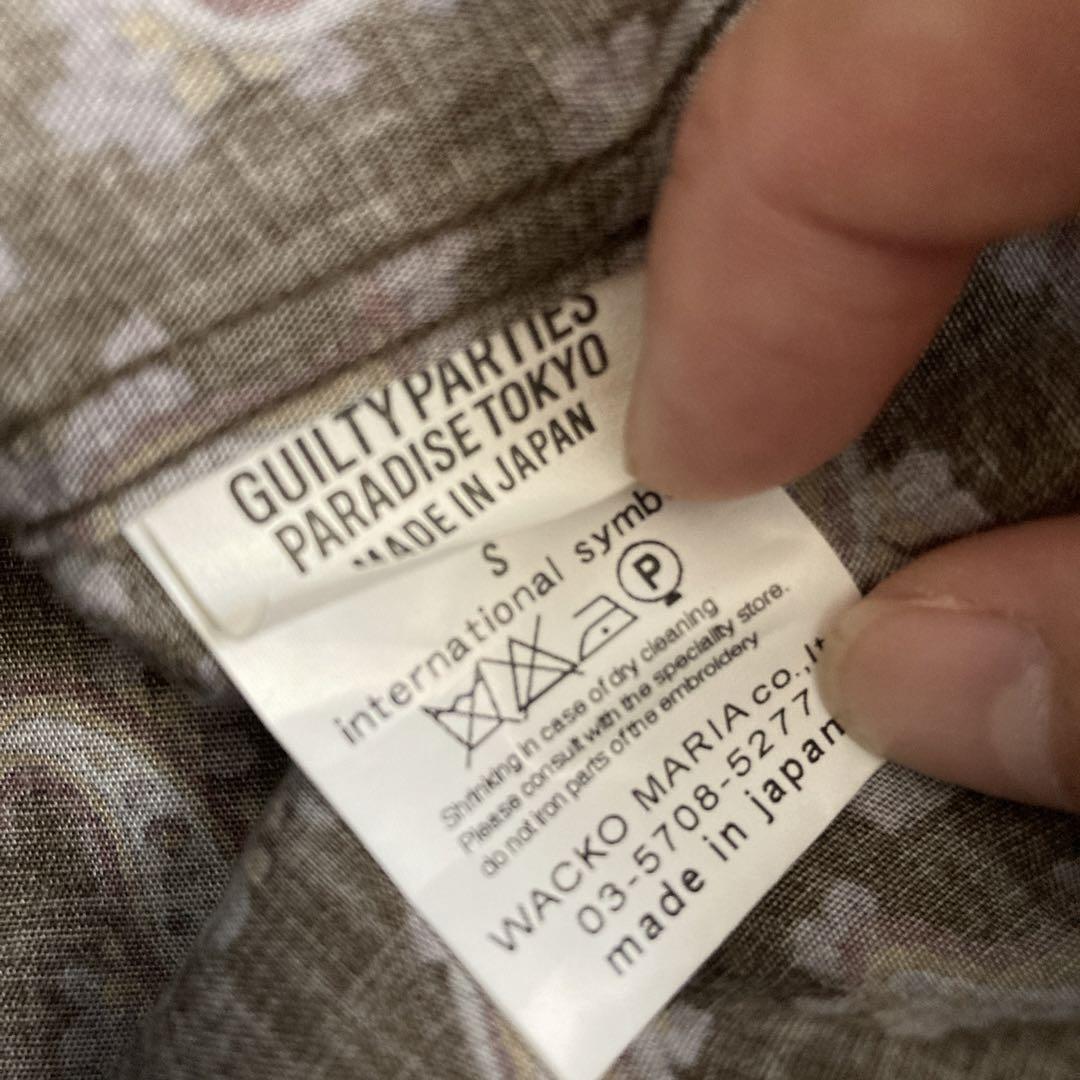 GUILTY PARTIES
PARADISE TOKYO
MADE IN JAPAN
S
international symb
P
Shrinking in case of dry cleaning
Please consult with the speciality store.
do not iron parts of the embroidery
WACKO MARIA co.,lt
03-5708-5277
made in japan